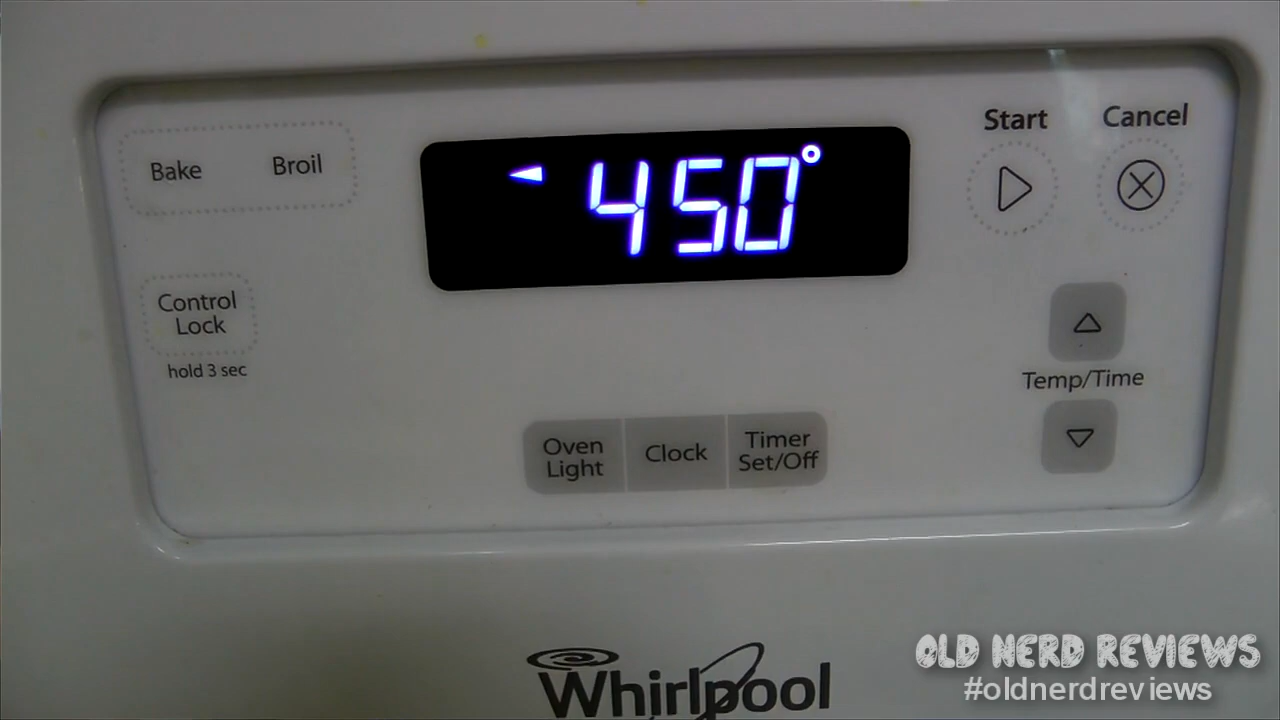 Start Cancel
Bake Broil
450°
Control
Lock
hold 3 sec
Temp/Time
Oven
Light
Clock
Timer
Set/Off
Whirlpool
OLD NERD REVIEWS
#oldnerdreviews